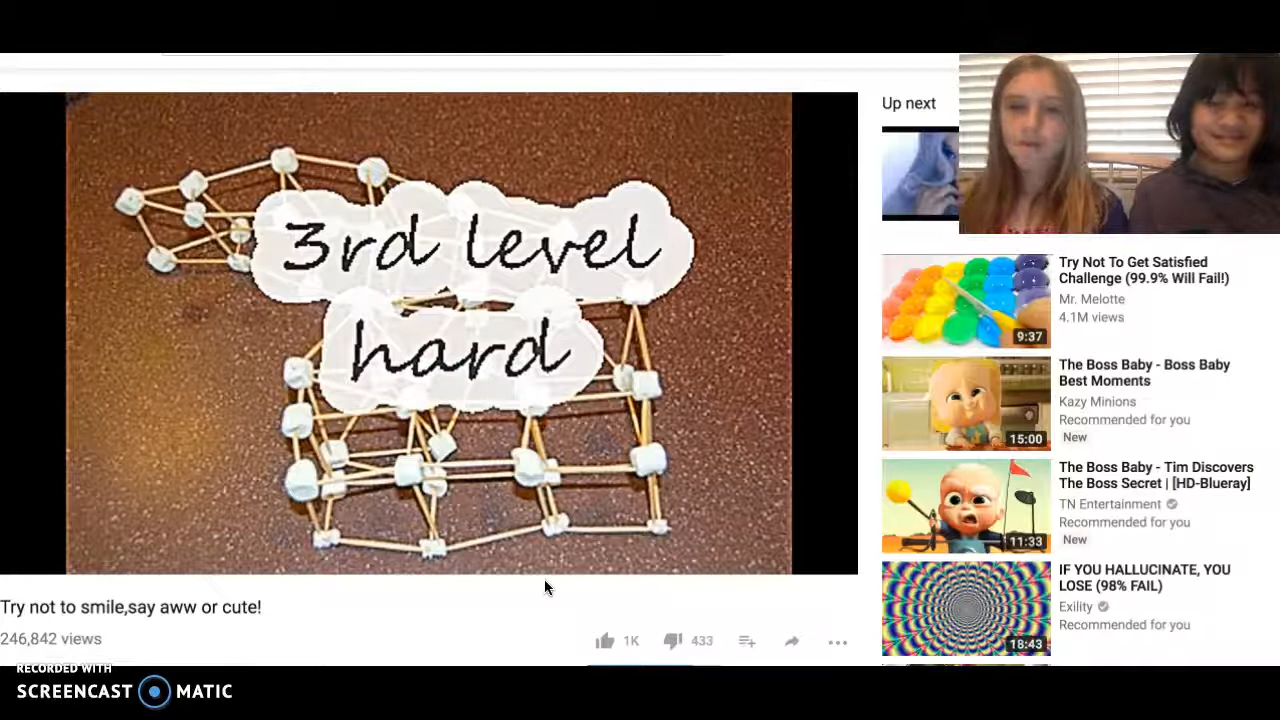 Up next
3rd level
hard
Try Not To Get Satisfied
Challenge (99.9% Will Fail!)
Mr. Melotte
4.1M views
9:37
The Boss Baby - Boss Baby
Best Moments
Kazy Minions
Recommended for you
New
15:00
The Boss Baby - Tim Discovers
The Boss Secret | [HD-Blueray]
TN Entertainment
Recommended for you
New
11:33
IF YOU HALLUCINATE, YOU
LOSE (98% FAIL)
Exility
Recommended for you
18:43
Try not to smile,say aww or cute!
246,842 views
1K
433
RECORDED WITH
SCREENCAST MATIC